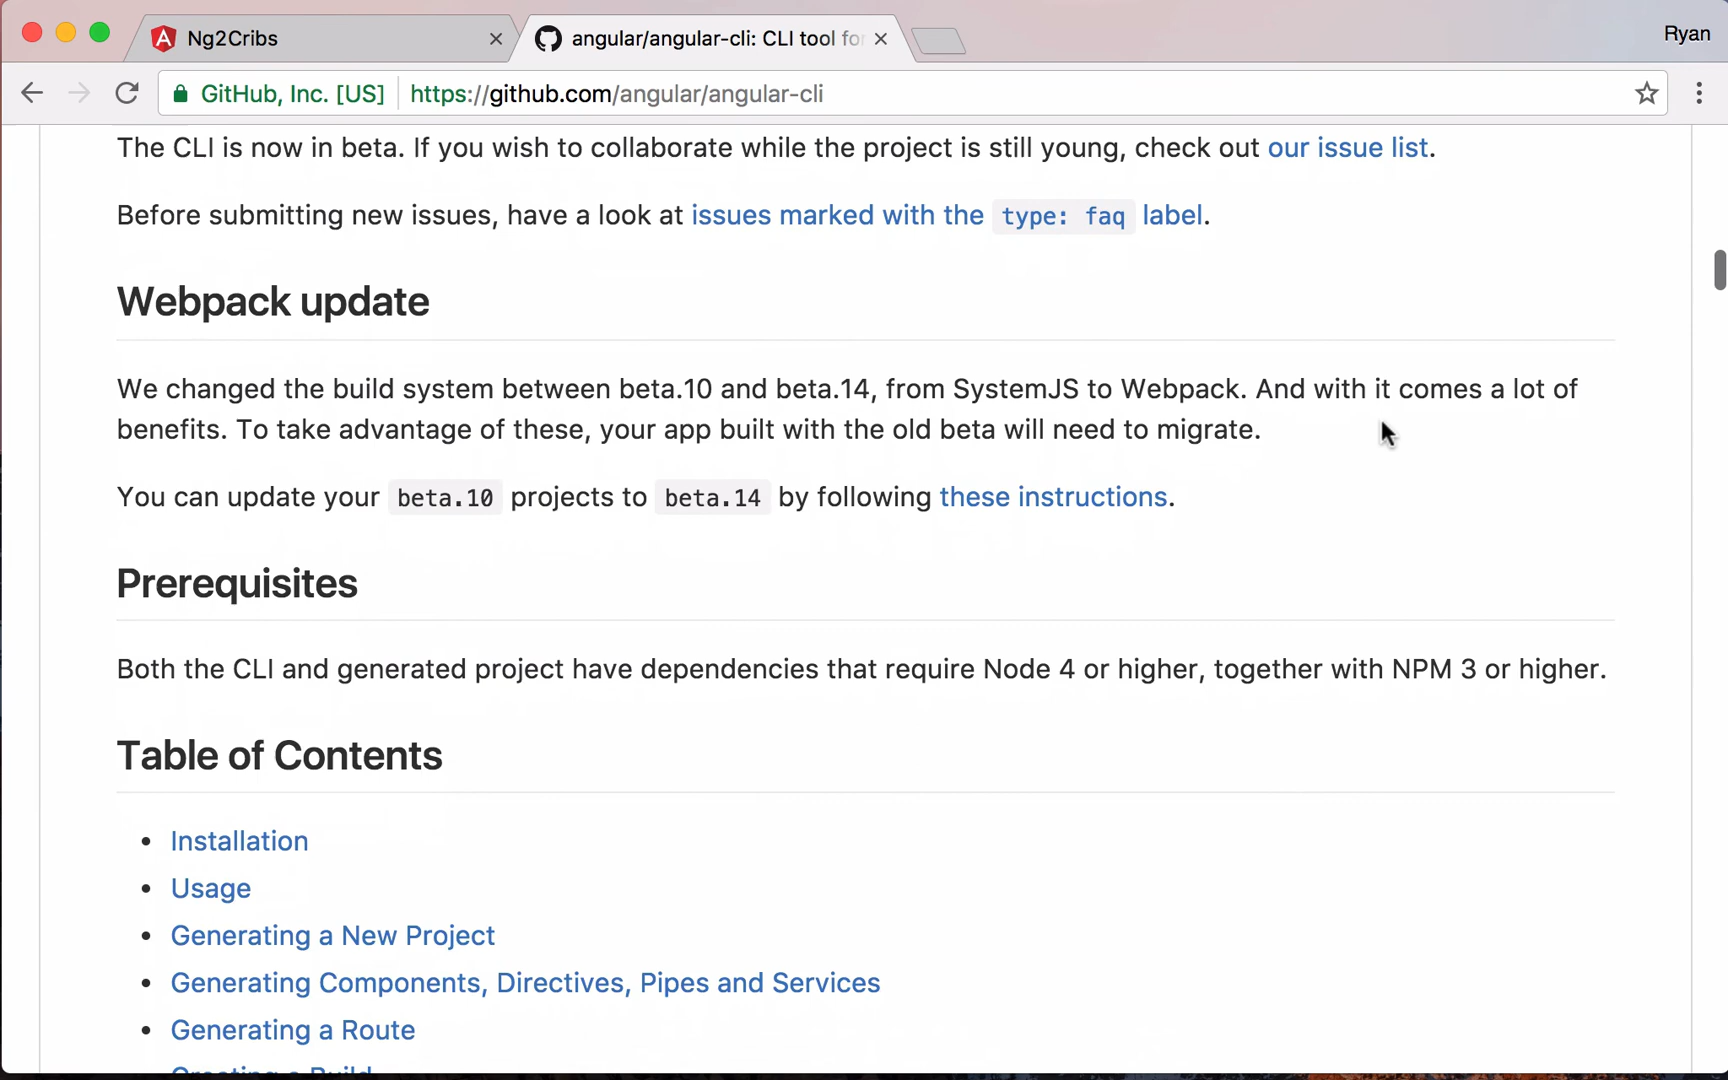 Ng2Cribs
angular/angular-cli: CLI tool for
Ryan
GitHub, Inc. [US]
https://github.com/angular/angular-cli
The CLI is now in beta. If you wish to collaborate while the project is still young, check out our issue list.
Before submitting new issues, have a look at issues marked with the type: faq label.
Webpack update
We changed the build system between beta.10 and beta.14, from SystemJS to Webpack. And with it comes a lot of
benefits. To take advantage of these, your app built with the old beta will need to migrate.
You can update your beta.10 projects to beta.14 by following these instructions.
Prerequisites
Both the CLI and generated project have dependencies that require Node 4 or higher, together with NPM 3 or higher.
Table of Contents
• Installation
• Usage
• Generating a New Project
• Generating Components, Directives, Pipes and Services
• Generating a Route
Creating a Build